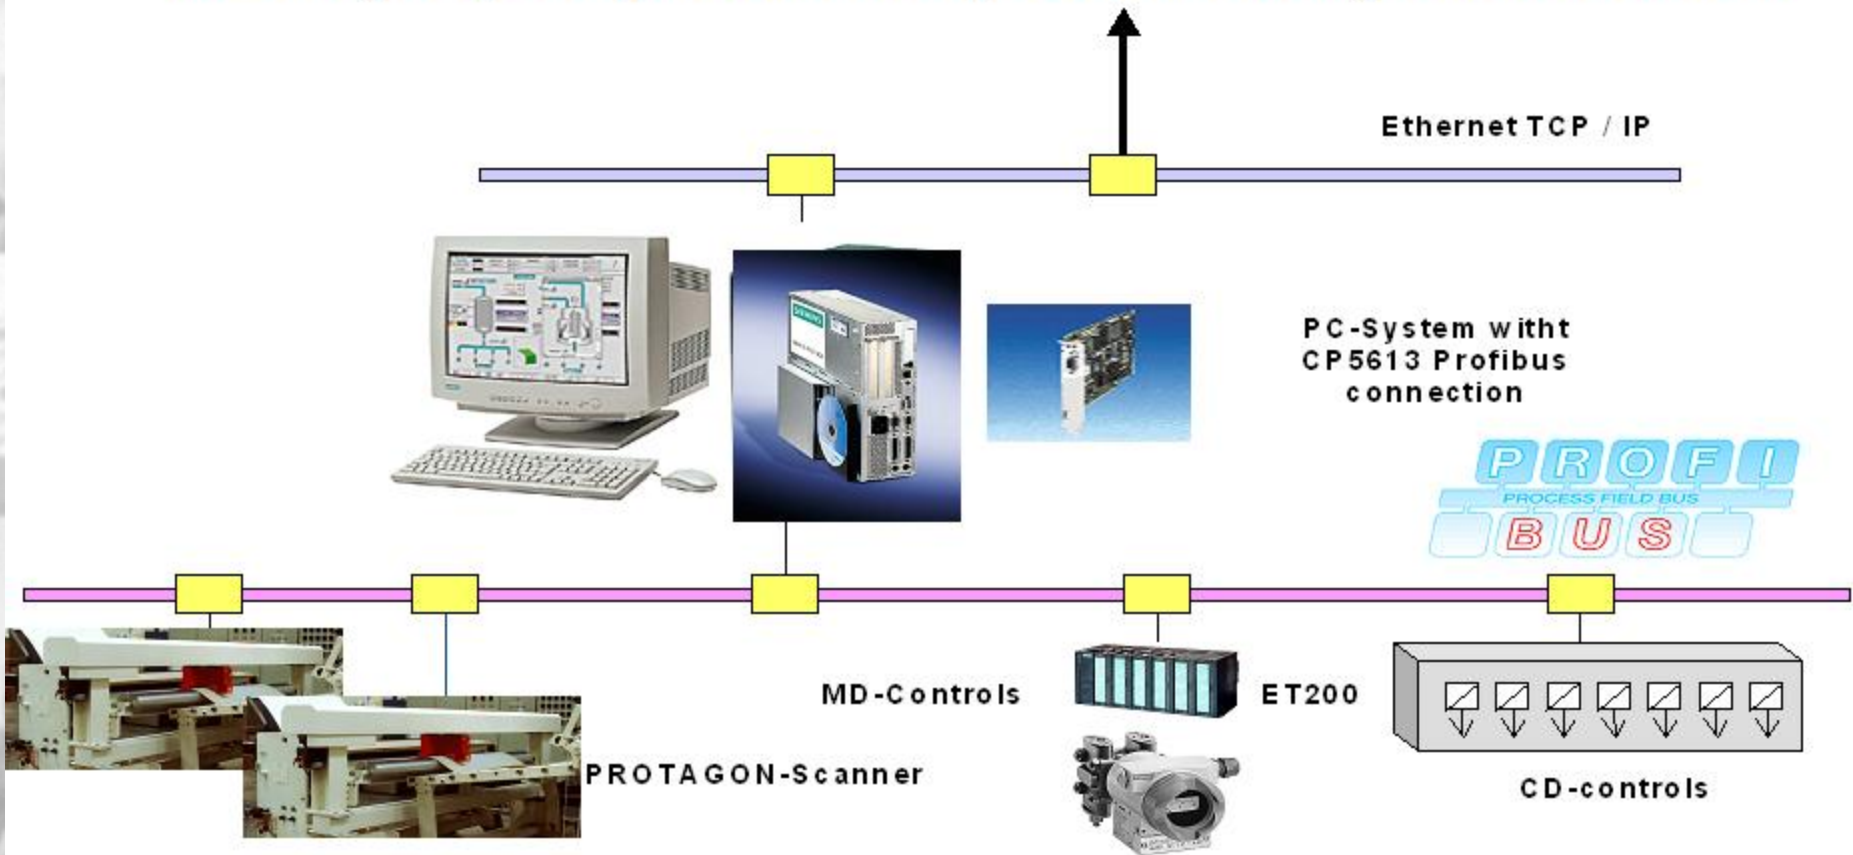 Ethernet TCP / IP
PC-System witht
CP5613 Profibus
connection
PROFI
PROCESS FIELD BUS
BUS
SIEMENS
MD-Controls
ET200
PROTAGON-Scanner
CD-controls